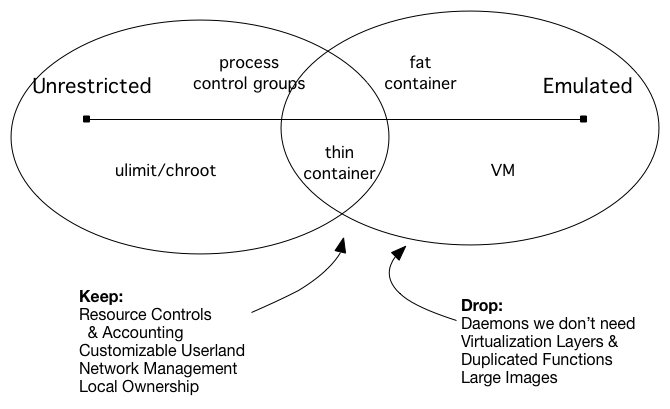 process
control groups
fat
container
Unrestricted
Emulated
thin
container
ulimit/chroot
VM
Keep:
Resource Controls
& Accounting
Customizable Userland
Network Management
Local Ownership
Drop:
Daemons we don't need
Virtualization Layers &
Duplicated Functions
Large Images